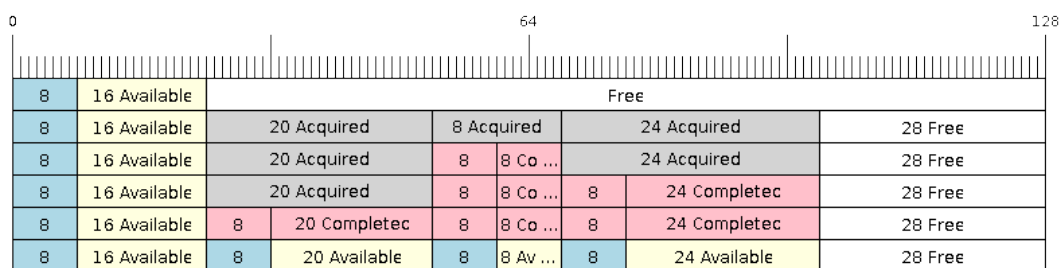 0 64 128
8 16 Available Free
8 16 Available 20 Acquired 8 Acquired 24 Acquired 28 Free
8 16 Available 20 Acquired 8 8 Co ... 24 Acquired 28 Free
8 16 Available 20 Acquired 8 8 Co ... 8 24 Completec 28 Free
8 16 Available 8 20 Completec 8 8 Co ... 8 24 Completec 28 Free
8 16 Available 8 20 Available 8 8 Av ... 8 24 Available 28 Free